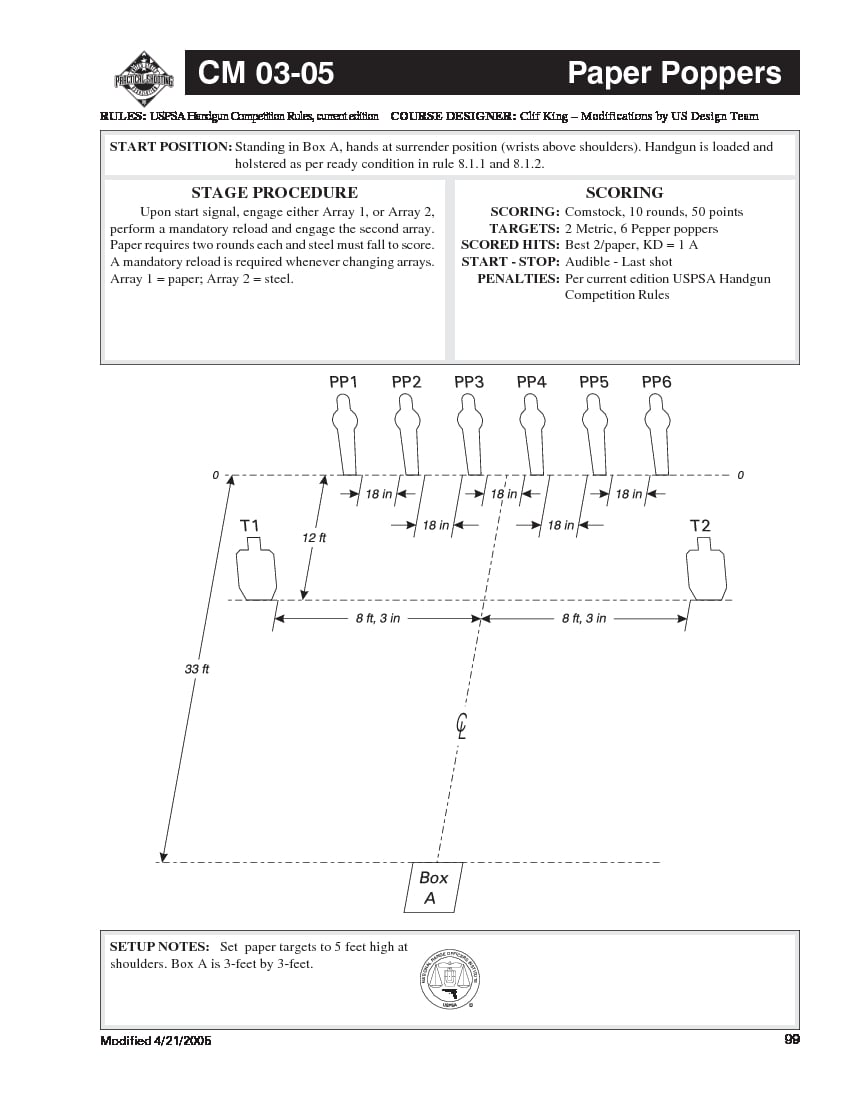 CM 03-05 Paper Poppers
PRACTICAL SHOOTING
RULES: USPSA Handgun Competition Rules, current edition COURSE DESIGNER: Clif King – Modifications by US Design Team
START POSITION: Standing in Box A, hands at surrender position (wrists above shoulders). Handgun is loaded and
holstered as per ready condition in rule 8.1.1 and 8.1.2.
STAGE PROCEDURE
Upon start signal, engage either Array 1, or Array 2,
perform a mandatory reload and engage the second array.
Paper requires two rounds each and steel must fall to score.
A mandatory reload is required whenever changing arrays.
Array 1 = paper; Array 2 = steel.
SCORING
SCORING: Comstock, 10 rounds, 50 points
TARGETS: 2 Metric, 6 Pepper poppers
SCORED HITS: Best 2/paper, KD = 1 A
START - STOP: Audible - Last shot
PENALTIES: Per current edition USPSA Handgun
Competition Rules
PP1 PP2 PP3 PP4 PP5 PP6
0 0
18 in 18 in 18 in
18 in 18 in
T1 T2
12 ft
8 ft, 3 in 8 ft, 3 in
33 ft
CL
Box
A
SETUP NOTES: Set paper targets to 5 feet high at
shoulders. Box A is 3-feet by 3-feet.
USPSA
Modified 4/21/2005 99